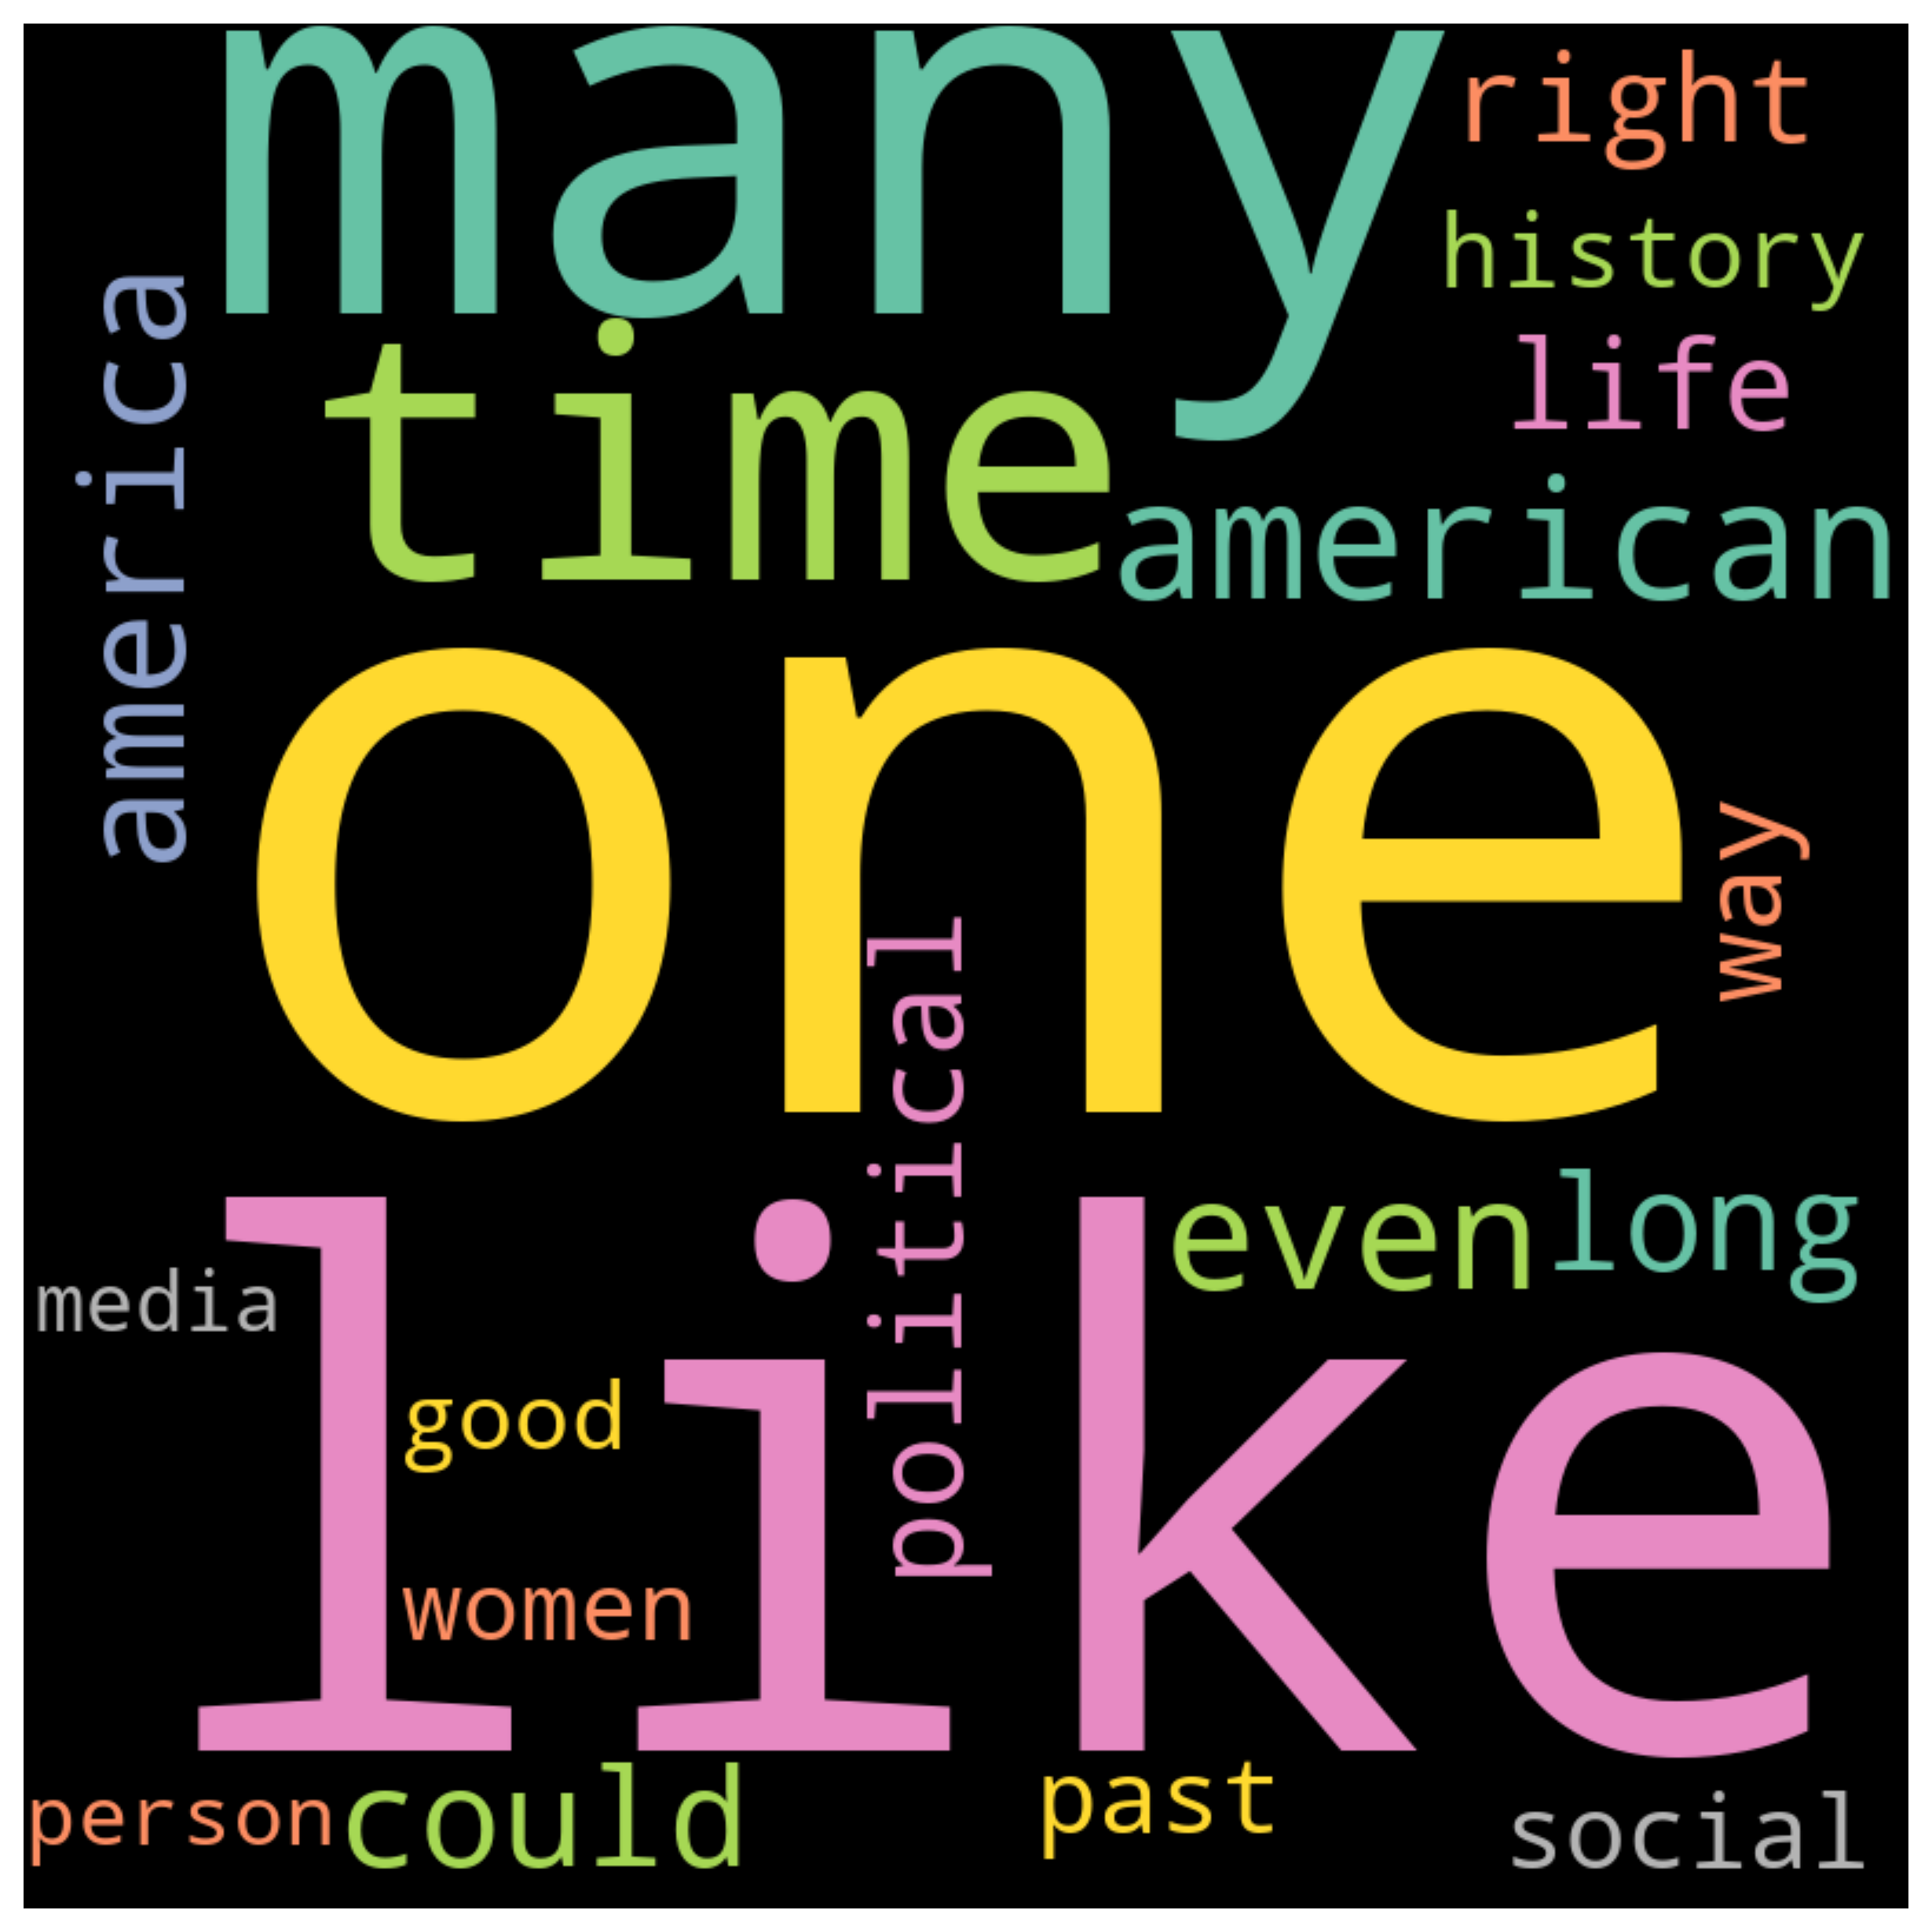 many
right
history
life
america
time
american
one
way
political
even
long
like
media
good
women
person
could
past
social